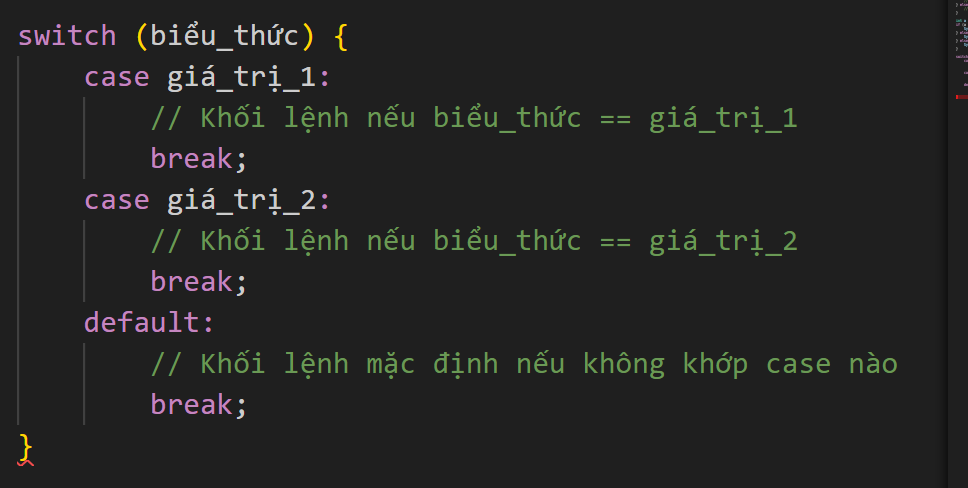 switch (biểu_thức) {
    case giá_trị_1:
        // Khối lệnh nếu biểu_thức == giá_trị_1
        break;
    case giá_trị_2:
        // Khối lệnh nếu biểu_thức == giá_trị_2
        break;
    default:
        // Khối lệnh mặc định nếu không khớp case nào
        break;
}